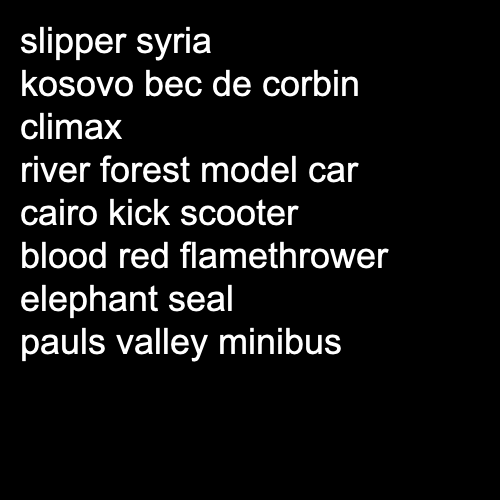 slipper syria
kosovo bec de corbin
climax
river forest model car
cairo kick scooter
blood red flamethrower
elephant seal
pauls valley minibus